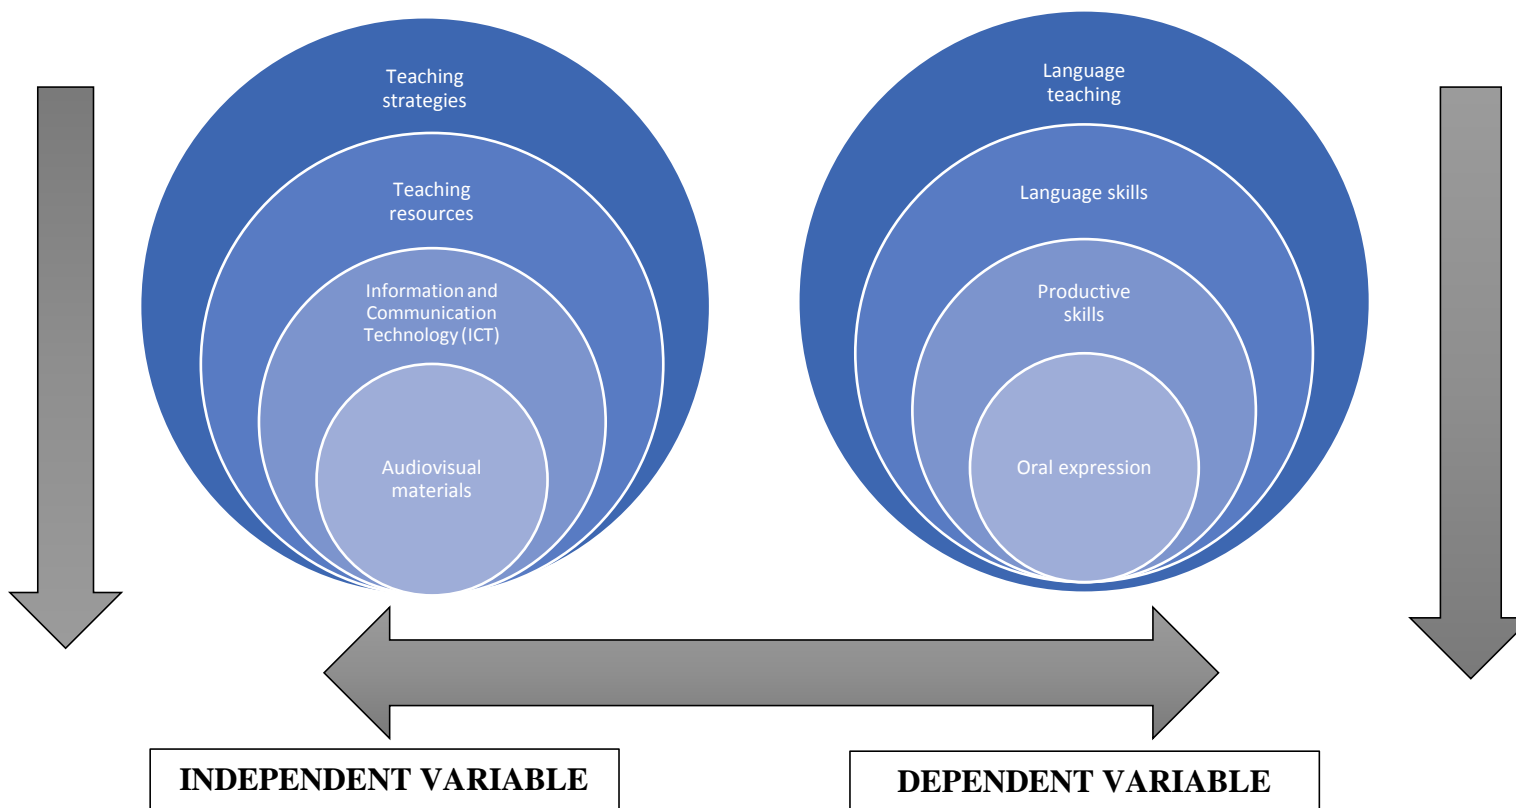 Teaching
strategies
Teaching
resources
Information and
Communication
Technology (ICT)
Audiovisual
materials
Language
teaching
Language skills
Productive
skills
Oral expression
INDEPENDENT VARIABLE
DEPENDENT VARIABLE